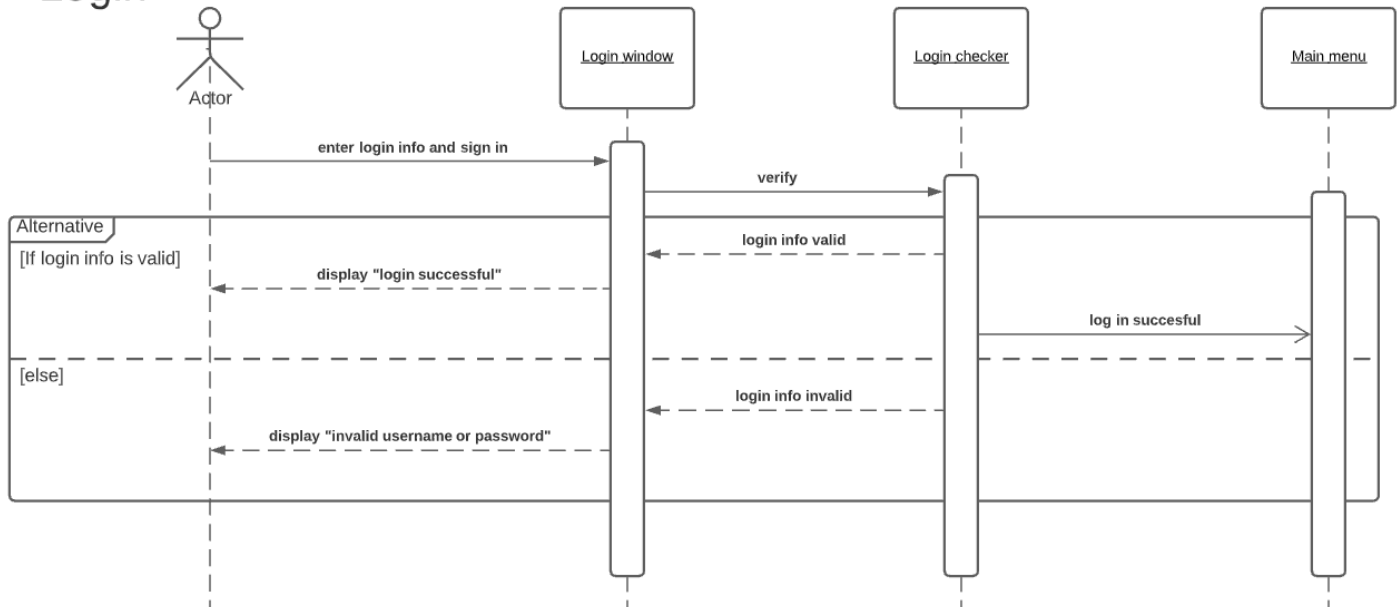 Login
Actor
Login window
Login checker
Main menu
enter login info and sign in
verify
Alternative
[If login info is valid]
login info valid
display "login successful"
log in succesful
[else]
login info invalid
display "invalid username or password"